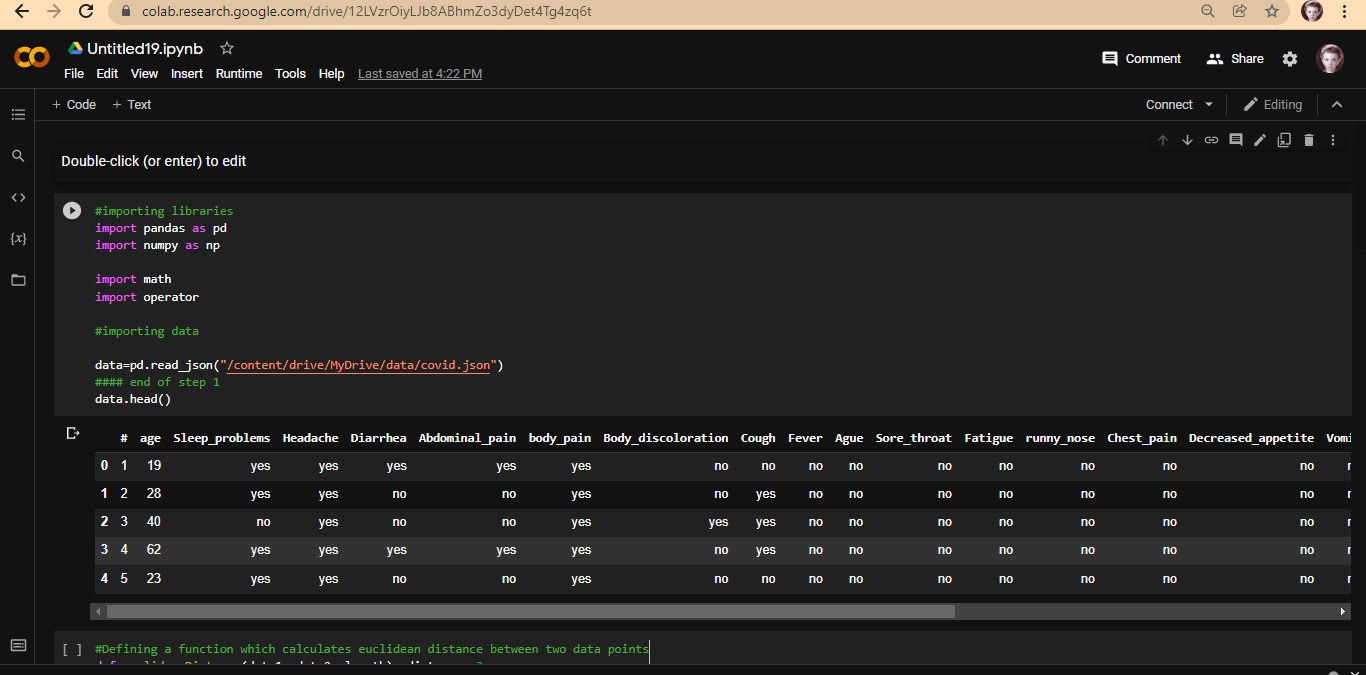 colab.research.google.com/drive/12LVzrOiyLJb8ABhmZo3dyDet4Tg4zq6t
Untitled19.ipynb
File Edit View Insert Runtime Tools Help Last saved at 4:22 PM
Comment Share
+ Code + Text
Connect Editing
Double-click (or enter) to edit
#importing libraries
import pandas as pd
import numpy as np
import math
import operator
#importing data
data=pd.read_json("/content/drive/MyDrive/data/covid.json")
#### end of step 1
data.head()
# age Sleep_problems Headache Diarrhea Abdominal_pain body_pain Body_discoloration Cough Fever Ague Sore_throat Fatigue runny_nose Chest_pain Decreased_appetite Vomi
0 1 19 yes yes yes yes yes no no no no no no no no no
1 2 28 yes yes no no yes no yes no no no no no no no
2 3 40 no yes no no yes yes yes no no no no no no no
3 4 62 yes yes yes yes yes no yes no no no no no no no
4 5 23 yes yes no no yes no no no no no no no no no
[ ] #Defining a function which calculates euclidean distance between two data points